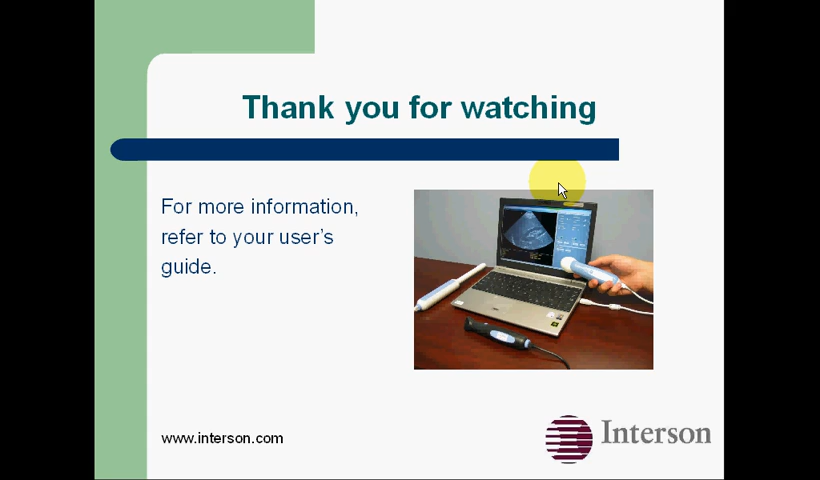 Thank you for watching
For more information,
refer to your user's
guide.
www.interson.com
Interson